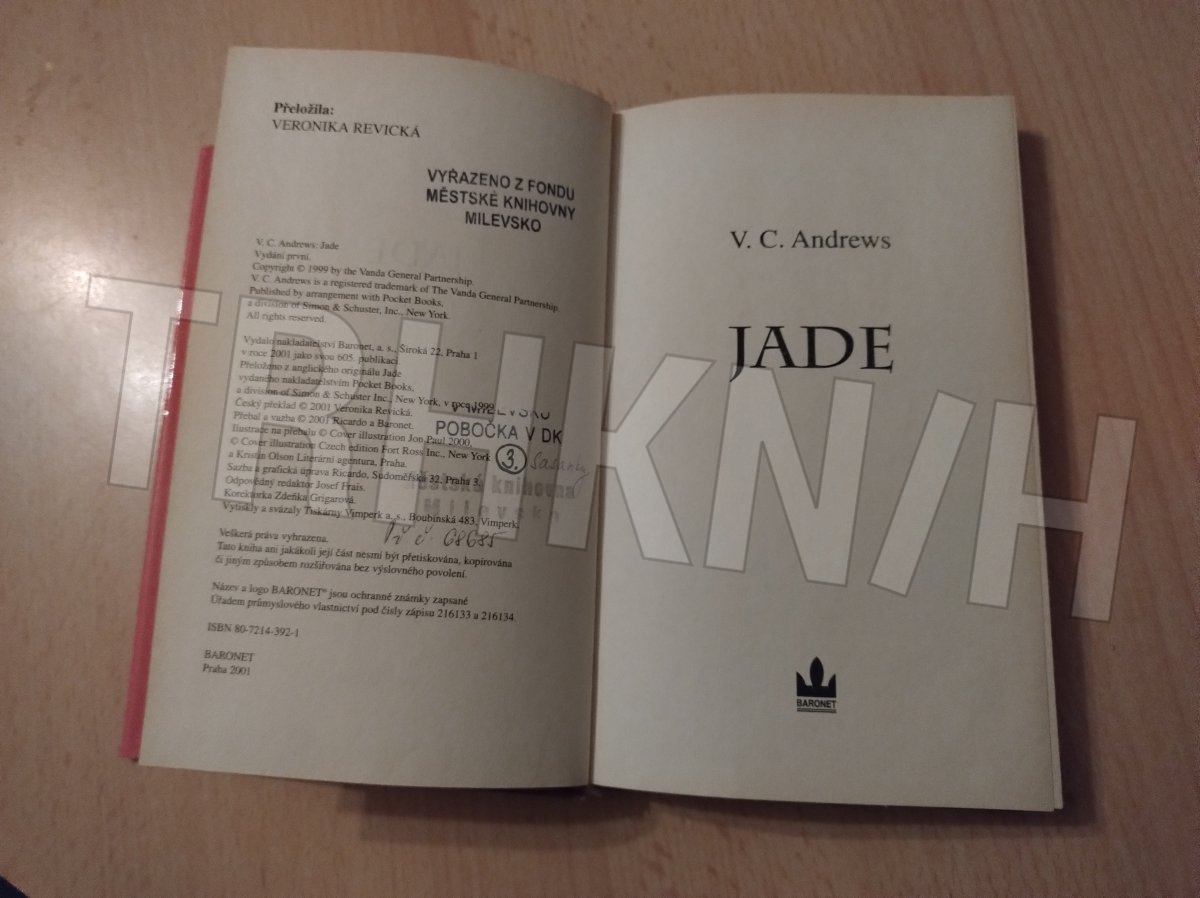 Přeložila:
VERONIKA REVICKÁ
VYŘAZENO Z FONDU
MĚSTSKÉ KNIHOVNY
MILEVSKO
V. C. Andrews: Jade
Vydání první.
Copyright © 1999 by the Vanda General Partnership.
V. C. Andrews is a registered trademark of The Vanda General Partnership.
Published by arrangement with Pocket Books,
a division of Simon & Schuster, Inc., New York.
All rights reserved.
Vydalo nakladatelství Baronet, a. s., Široká 22, Praha 1
v roce 2001 jako svou 605. publikaci.
Přeloženo z anglického originálu Jade
vydaného nakladatelstvím Pocket Books,
a division of Simon & Schuster Inc., New York, v roce 1999
Český překlad © 2001 Veronika Revická.
Přebal a vazba © 2001 Ricardo a Baronet.
Ilustrace na přebalu © Cover illustration Jon Paul 2000,
© Cover illustration Czech edition Fort Ross Inc., New York
a Kristin Olson Literární agentura, Praha.
Sazba a grafická úprava Ricardo, Sudoměřská 32, Praha 3.
Odpovědný redaktor Josef Frais.
Korektorka Zdeňka Grigarová.
Vytiskly a svázaly Tiskárny Vimperk a. s., Boubínská 483, Vimperk.
POBOČKA V DK
3.
Městská knihovna
Milevsko
68685
Veškerá práva vyhrazena.
Tato kniha ani jakákoli její část nesmí být přetiskována, kopírována
či jiným způsobem rozšiřována bez výslovného povolení.
Název a logo BARONET® jsou ochranné známky zapsané
Úřadem průmyslového vlastnictví pod čísly zápisu 216133 a 216134
ISBN 80-7214-392-1
BARONET
Praha 2001
V. C. Andrews
JADE
BARONET
TRHKN/H